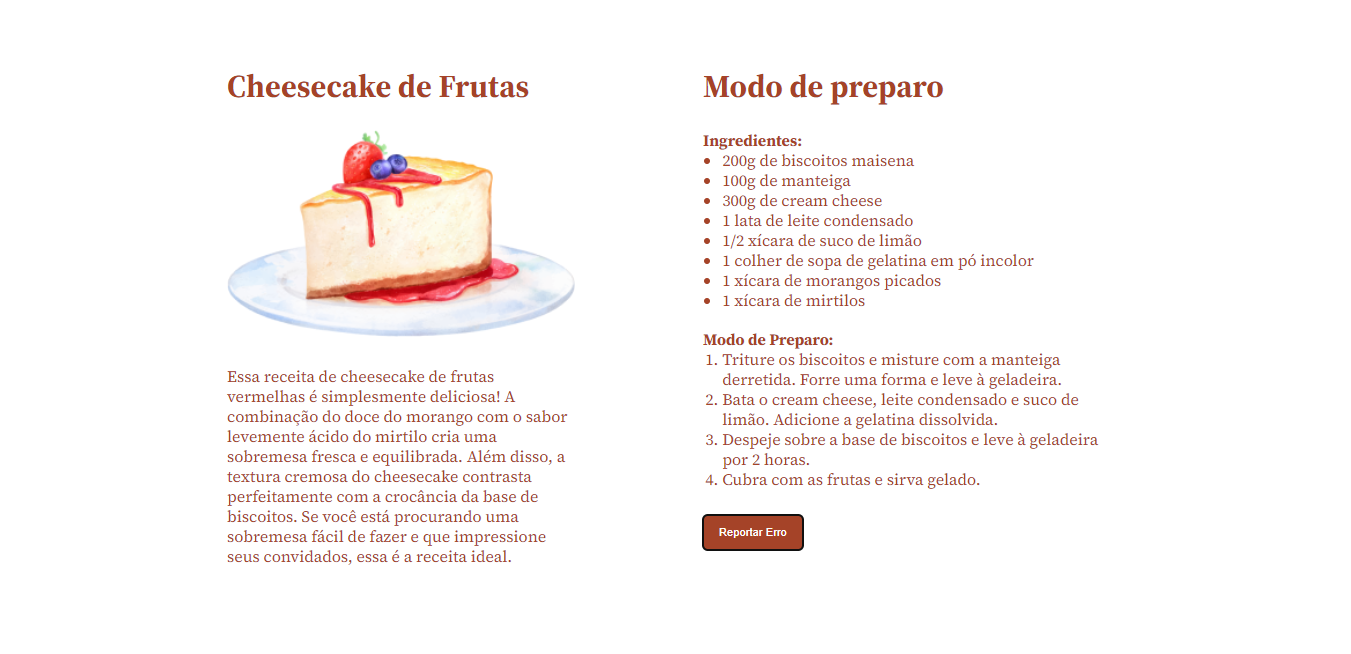 Cheesecake de Frutas
Essa receita de cheesecake de frutas
vermelhas é simplesmente deliciosa! A
combinação do doce do morango com o sabor
levemente ácido do mirtilo cria uma
sobremesa fresca e equilibrada. Além disso, a
textura cremosa do cheesecake contrasta
perfeitamente com a crocância da base de
biscoitos. Se você está procurando uma
sobremesa fácil de fazer e que impressione
seus convidados, essa é a receita ideal.
Modo de preparo
Ingredientes:
• 200g de biscoitos maisena
• 100g de manteiga
• 300g de cream cheese
• 1 lata de leite condensado
• 1/2 xícara de suco de limão
• 1 colher de sopa de gelatina em pó incolor
• 1 xícara de morangos picados
• 1 xícara de mirtilos
Modo de Preparo:
1. Triture os biscoitos e misture com a manteiga
derretida. Forre uma forma e leve à geladeira.
2. Bata o cream cheese, leite condensado e suco de
limão. Adicione a gelatina dissolvida.
3. Despeje sobre a base de biscoitos e leve à geladeira
por 2 horas.
4. Cubra com as frutas e sirva gelado.
Reportar Erro